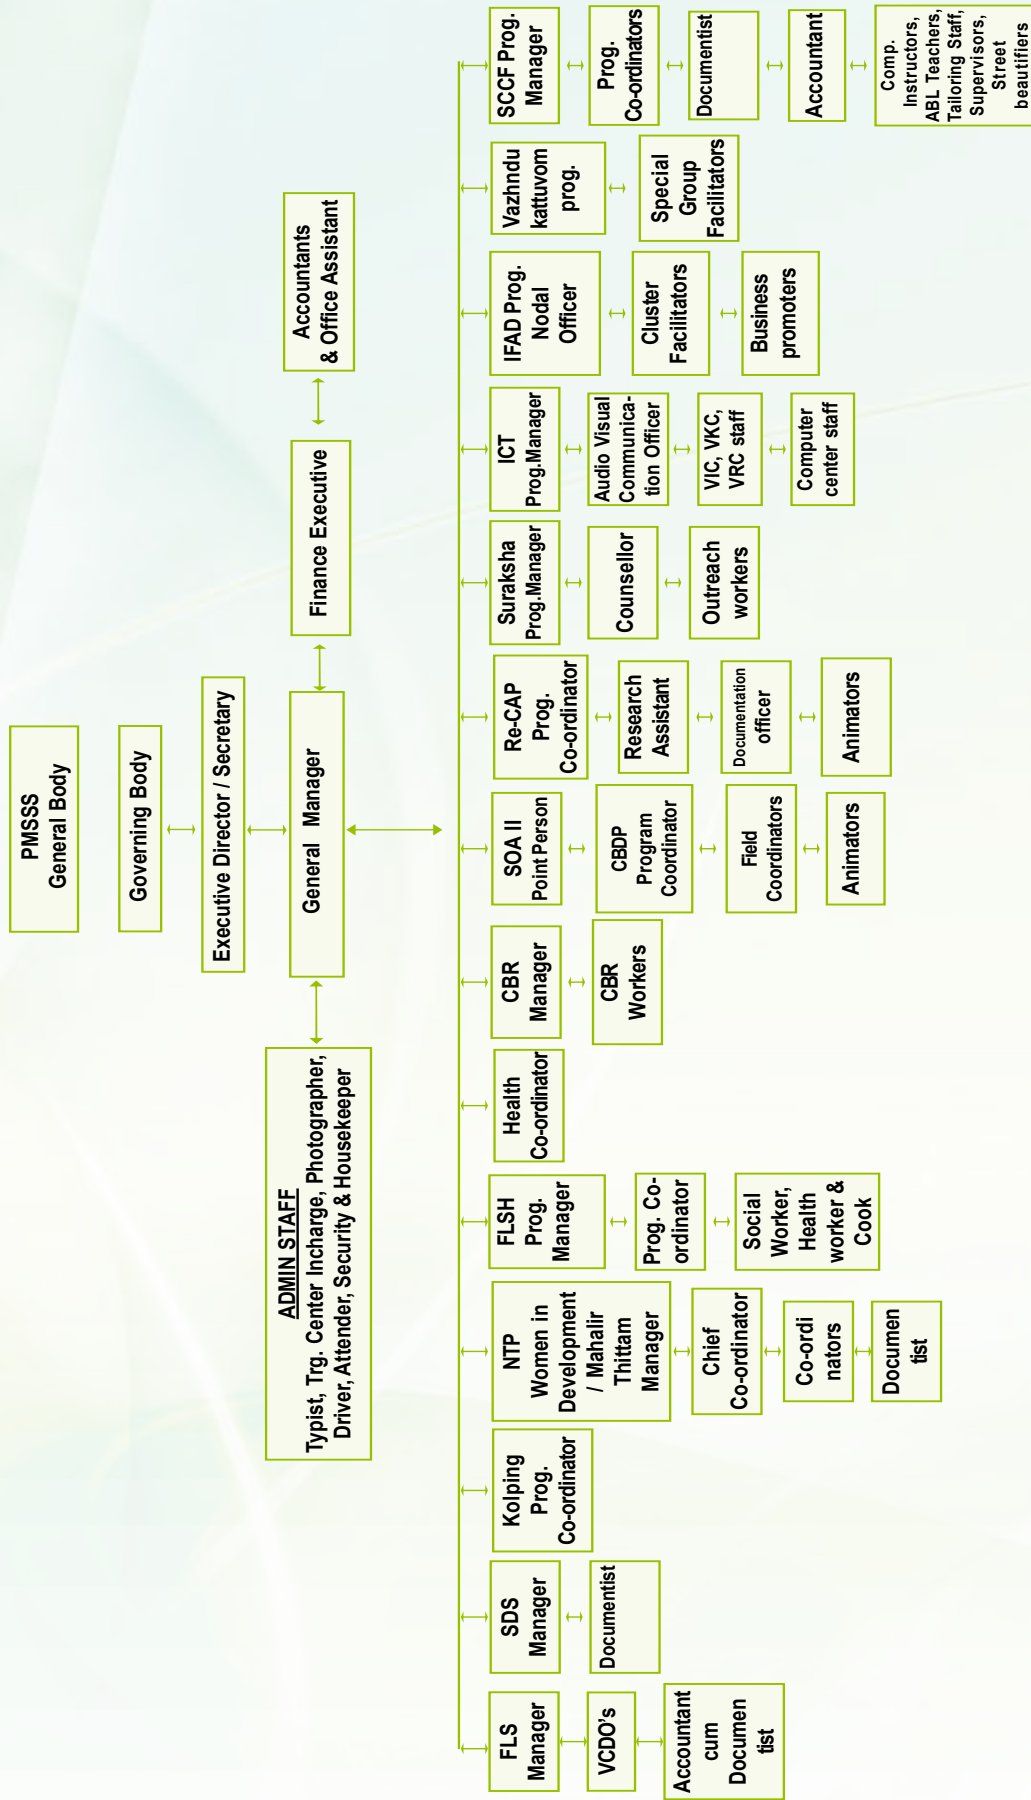 PMSSS
General Body
Governing Body
Executive Director / Secretary
General Manager
ADMIN STAFF
Typist, Trg. Center Incharge, Photographer,
Driver, Attender, Security & Housekeeper
Finance Executive
Accountants
& Office Assistant
FLS
Manager
VCDO's
Accountant
cum
Documen
tist
SDS
Manager
Documentist
Kolping
Prog.
Co-ordinator
NTP
Women in
Development
/ Mahalir
Thittam
Manager
Chief
Co-ordinator
Co-ordi
nators
Documen
tist
FLSH
Prog.
Manager
Prog. Co-
ordinator
Social
Worker,
Health
worker &
Cook
Health
Co-ordinator
CBR
Manager
CBR
Workers
SOA II
Point Person
CBDP
Program
Coordinator
Field
Coordinators
Animators
Re-CAP
Prog.
Co-ordinator
Research
Assistant
Documentation
officer
Animators
Suraksha
Prog.Manager
Counsellor
Outreach
workers
ICT
Prog.Manager
Audio Visual
Communica-
tion Officer
VIC, VKC,
VRC staff
Computer
center staff
IFAD Prog.
Nodal
Officer
Cluster
Facilitators
Business
promoters
Vazhndu
kattuvom
prog.
Special
Group
Facilitators
SCCF Prog.
Manager
Prog.
Co-ordinators
Documentist
Accountant
Comp.
Instructors,
ABL Teachers,
Tailoring Staff,
Supervisors,
Street
beautifiers